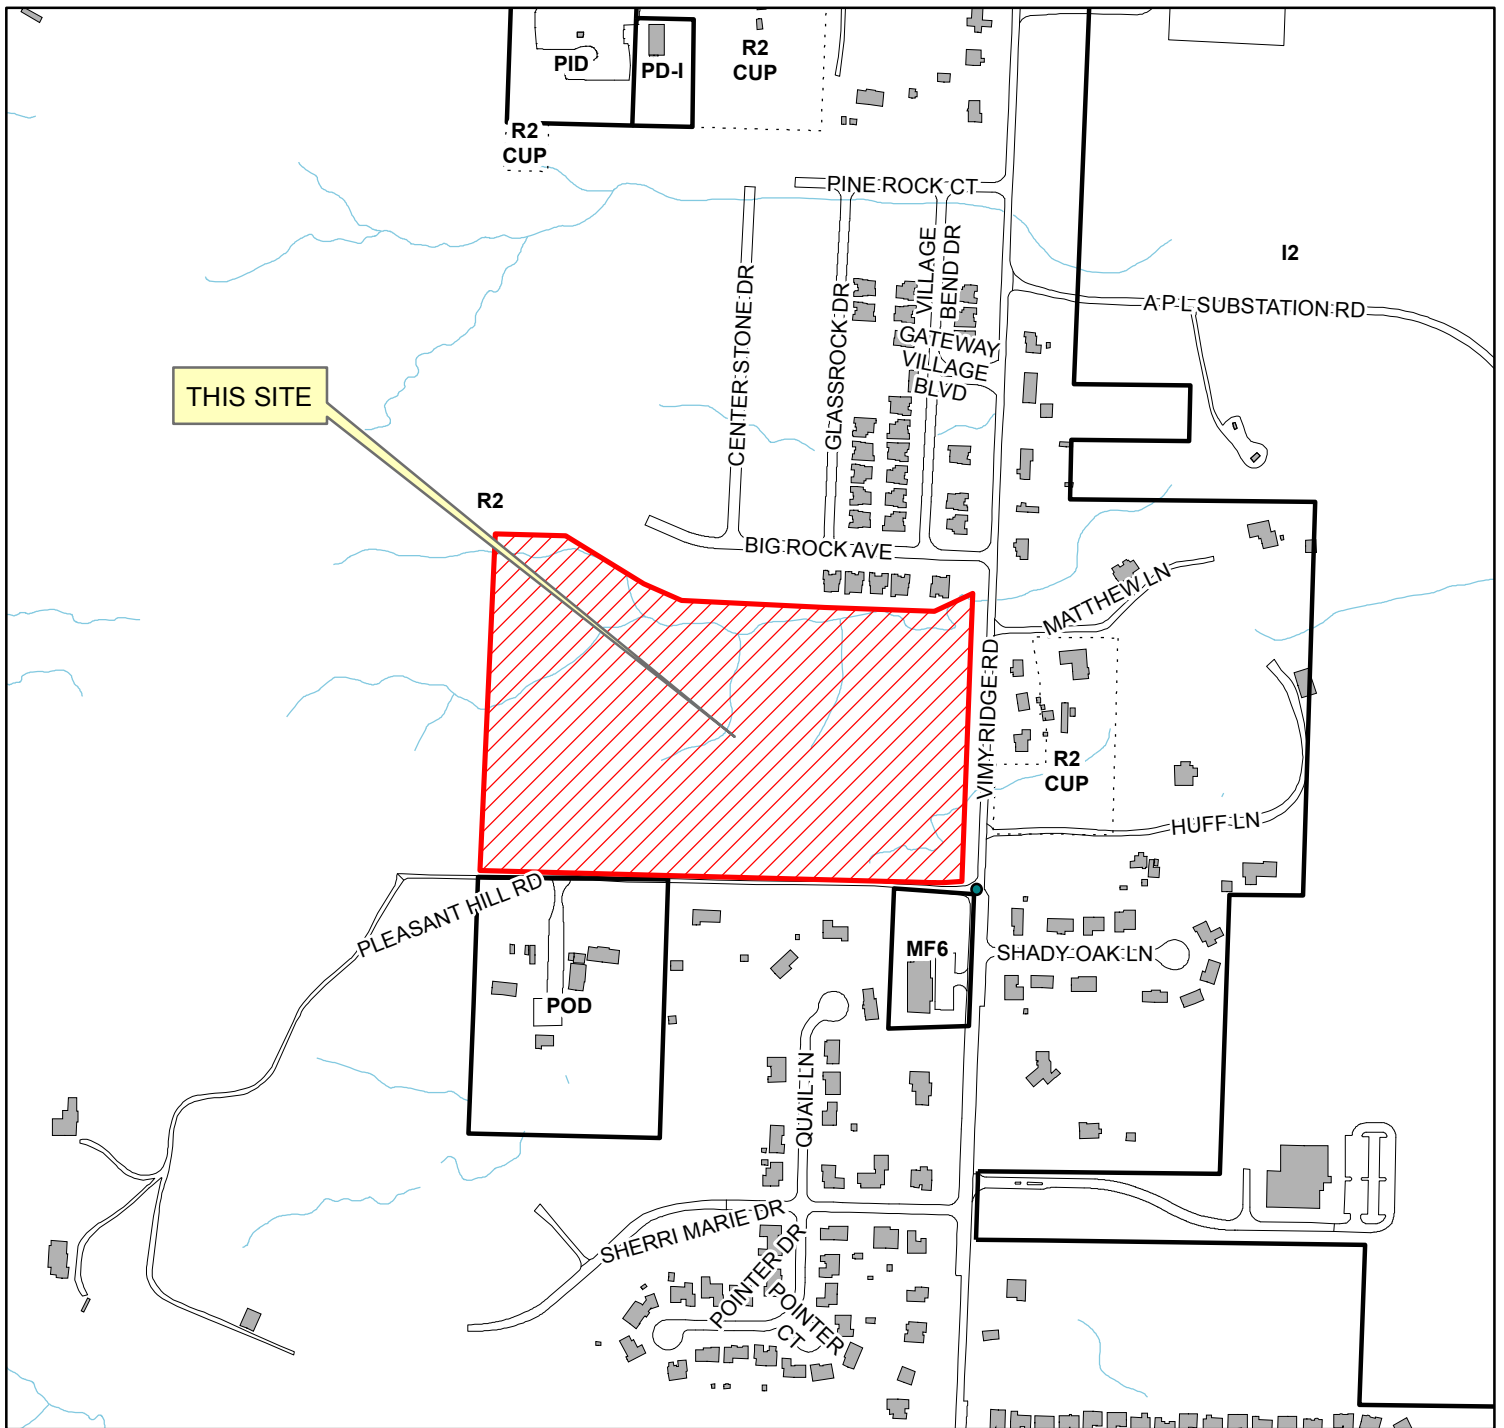 PID
PD-I
R2
CUP
R2
CUP
PINE ROCK CT
VILLAGE
BEND DR
I2
A P L SUBSTATION RD
CENTER STONE DR
GLASSROCK DR
GATEWAY
VILLAGE
BLVD
THIS SITE
R2
BIG ROCK AVE
MATTHEW LN
VIMY RIDGE RD
R2
CUP
HUFF LN
PLEASANT HILL RD
MF6
SHADY OAK LN
POD
QUAIL LN
SHERRI MARIE DR
POINTER DR
POINTER
CT